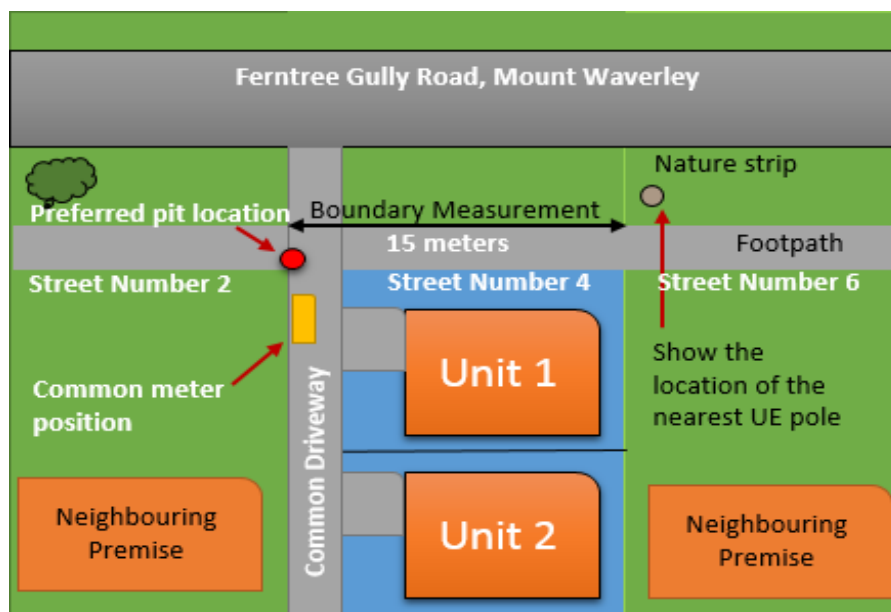 Ferntree Gully Road, Mount Waverley
Nature strip
Preferred pit location
Boundary Measurement
15 meters
Footpath
Street Number 2
Street Number 4
Street Number 6
Common meter
position
Common Driveway
Unit 1
Show the
location of the
nearest UE pole
Neighbouring
Premise
Unit 2
Neighbouring
Premise